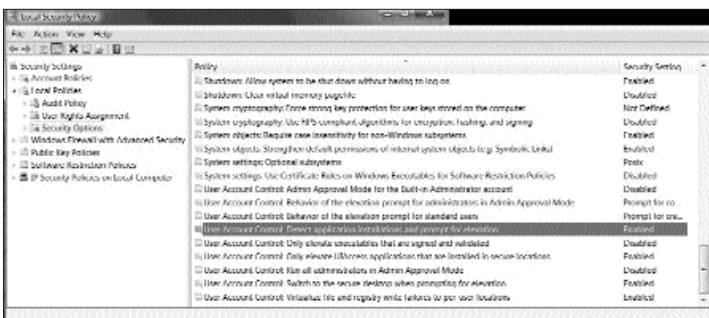 Local Security Policy
File Action View Help
Security Settings
Account Policies
Local Policies
Audit Policy
User Rights Assignment
Security Options
Windows Firewall with Advanced Security
Public Key Policies
Software Restriction Policies
IP Security Policies on Local Computer
Policy Security Setting
Shutdown: Allow system to be shut down without having to log on Enabled
Shutdown: Clear virtual memory pagefile Disabled
System cryptography: Force strong key protection for user keys stored on the computer Not Defined
System cryptography: Use FIPS compliant algorithms for encryption, hashing, and signing Disabled
System objects: Require case insensitivity for non-Windows subsystems Enabled
System objects: Strengthen default permissions of internal system objects (e.g. Symbolic Links) Enabled
System settings: Optional subsystems Posix
System settings: Use Certificate Rules on Windows Executables for Software Restriction Policies Disabled
User Account Control: Admin Approval Mode for the Built-in Administrator account Disabled
User Account Control: Behavior of the elevation prompt for administrators in Admin Approval Mode Prompt for co...
User Account Control: Behavior of the elevation prompt for standard users Prompt for cre...
User Account Control: Detect application installations and prompt for elevation Enabled
User Account Control: Only elevate executables that are signed and validated Disabled
User Account Control: Only elevate UIAccess applications that are installed in secure locations Enabled
User Account Control: Run all administrators in Admin Approval Mode Enabled
User Account Control: Switch to the secure desktop when prompting for elevation Enabled
User Account Control: Virtualize file and registry write failures to per-user locations Enabled